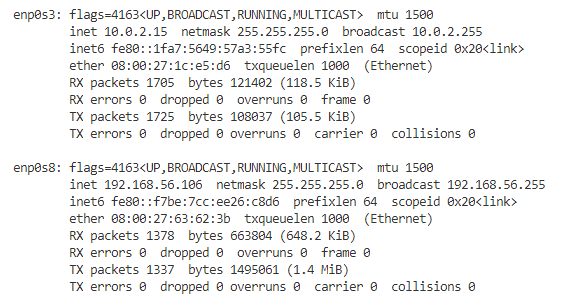 enp0s3: flags=4163<UP,BROADCAST,RUNNING,MULTICAST>  mtu 1500
        inet 10.0.2.15  netmask 255.255.255.0  broadcast 10.0.2.255
        inet6 fe80::1fa7:5649:57a3:55fc  prefixlen 64  scopeid 0x20<link>
        ether 08:00:27:1c:e5:d6  txqueuelen 1000  (Ethernet)
        RX packets 1705  bytes 121402 (118.5 KiB)
        RX errors 0  dropped 0  overruns 0  frame 0
        TX packets 1725  bytes 108037 (105.5 KiB)
        TX errors 0  dropped 0 overruns 0  carrier 0  collisions 0

enp0s8: flags=4163<UP,BROADCAST,RUNNING,MULTICAST>  mtu 1500
        inet 192.168.56.106  netmask 255.255.255.0  broadcast 192.168.56.255
        inet6 fe80::f7be:7cc:ee26:c8d6  prefixlen 64  scopeid 0x20<link>
        ether 08:00:27:63:62:3b  txqueuelen 1000  (Ethernet)
        RX packets 1378  bytes 663804 (648.2 KiB)
        RX errors 0  dropped 0  overruns 0  frame 0
        TX packets 1337  bytes 1495061 (1.4 MiB)
        TX errors 0  dropped 0 overruns 0  carrier 0  collisions 0